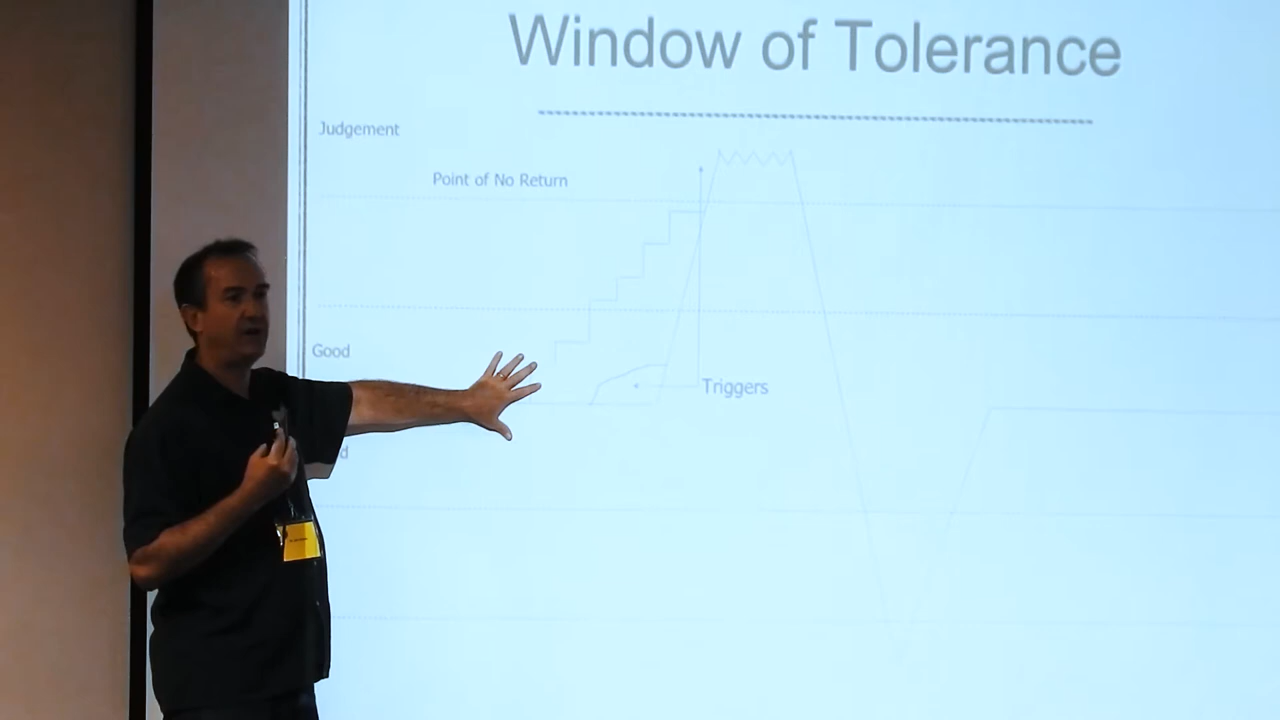 Window of Tolerance
Judgement
Point of No Return
Good
Triggers